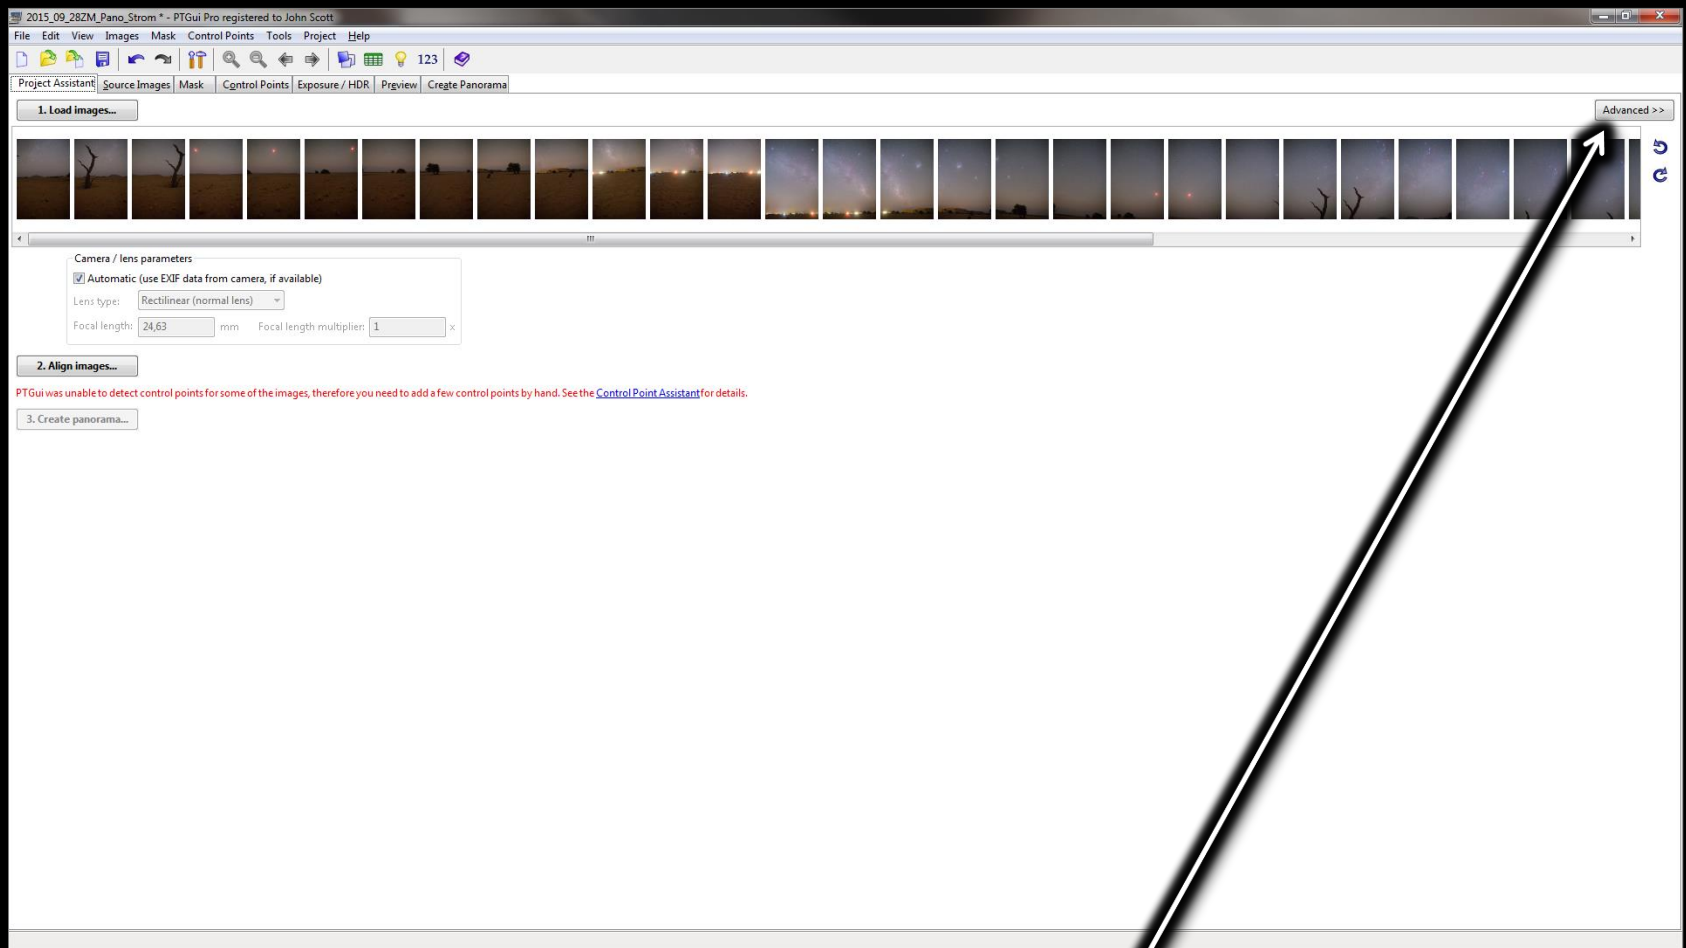 2015_09_28ZM_Pano_Strom * - PTGui Pro registered to John Scott
File Edit View Images Mask Control Points Tools Project Help
123
Project Assistant Source Images Mask Control Points Exposure / HDR Preview Create Panorama
1. Load images... Advanced >>
Camera / lens parameters
Automatic (use EXIF data from camera, if available)
Lens type: Rectilinear (normal lens)
Focal length: 24,63 mm Focal length multiplier: 1 x
2. Align images...
PTGui was unable to detect control points for some of the images, therefore you need to add a few control points by hand. See the Control Point Assistant for details.
3. Create panorama...